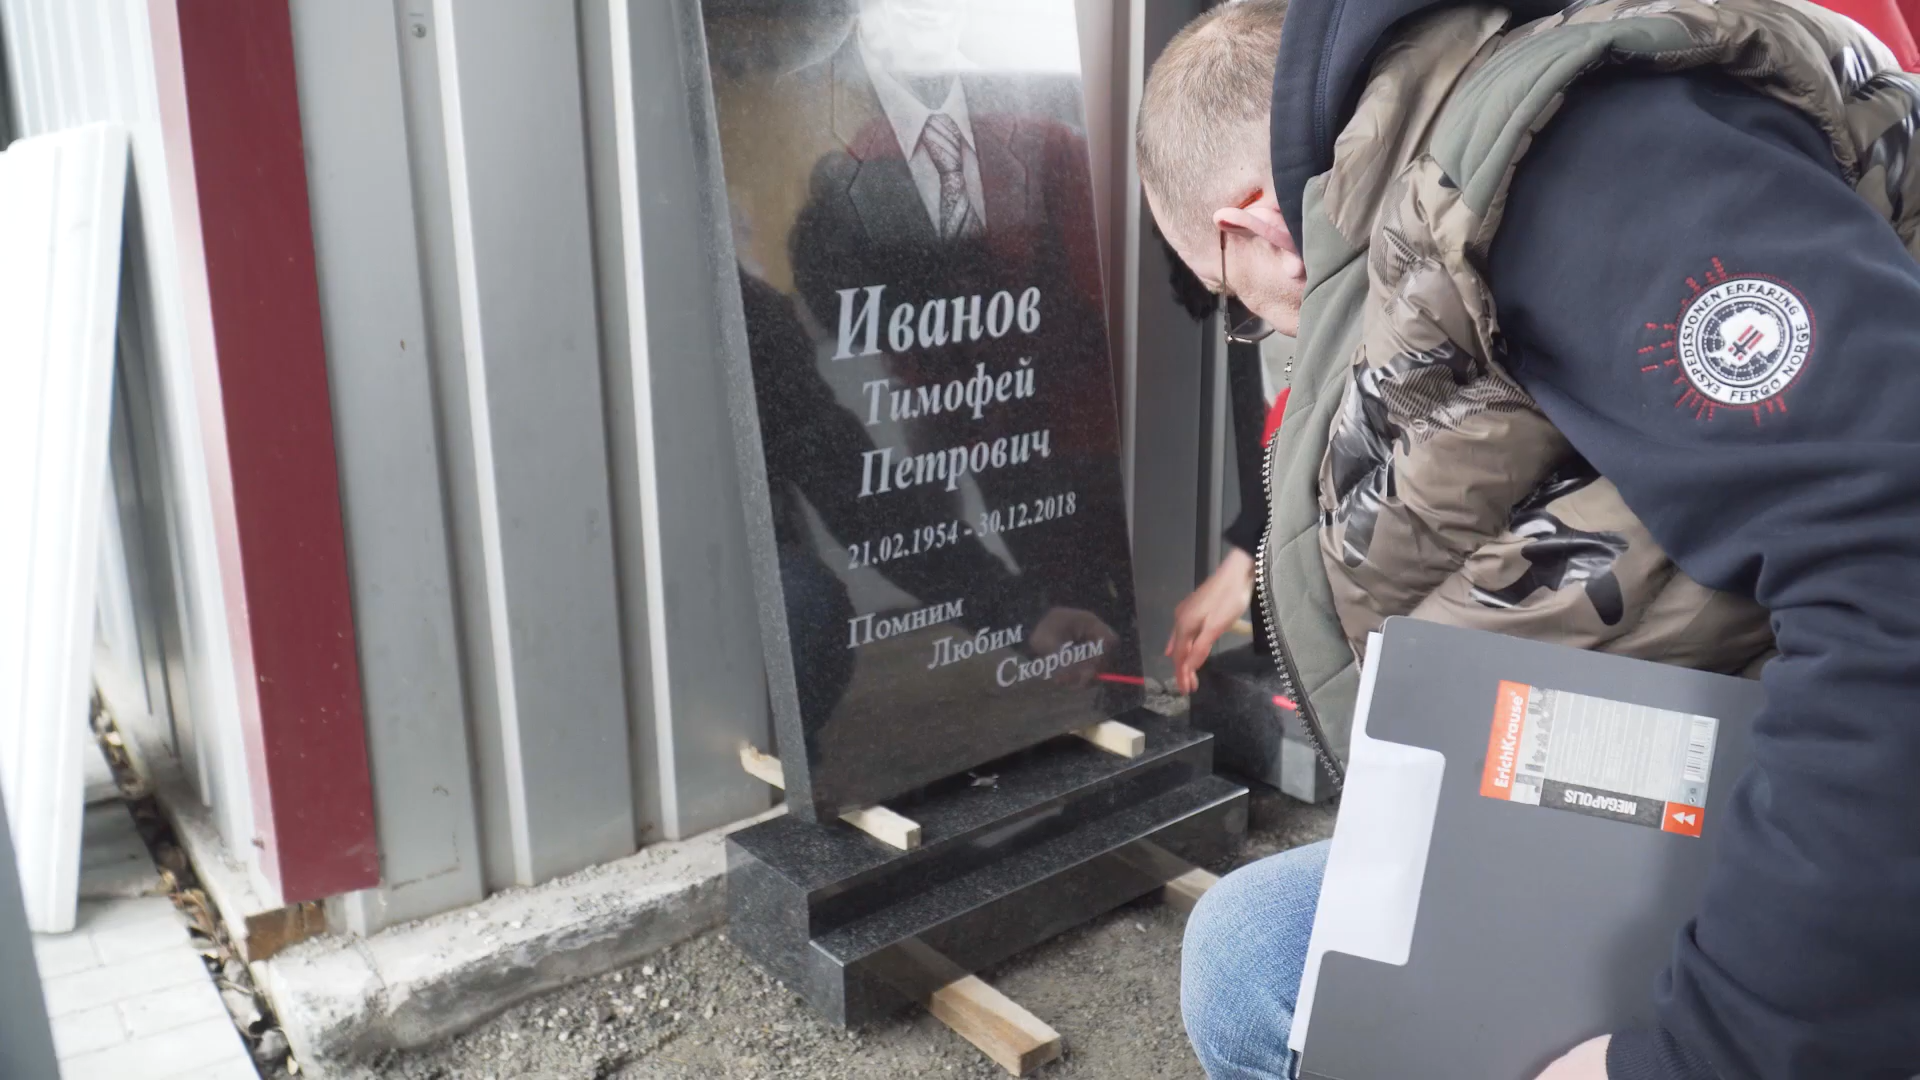 Иванов
Тимофей
Петрович
21.02.1954 - 30.12.2018
Помним
Любим
Скорбим
EKSPEDISJONEN ERFARING
FERGO NORGE
ErichKrause®
MEGAPOLIS